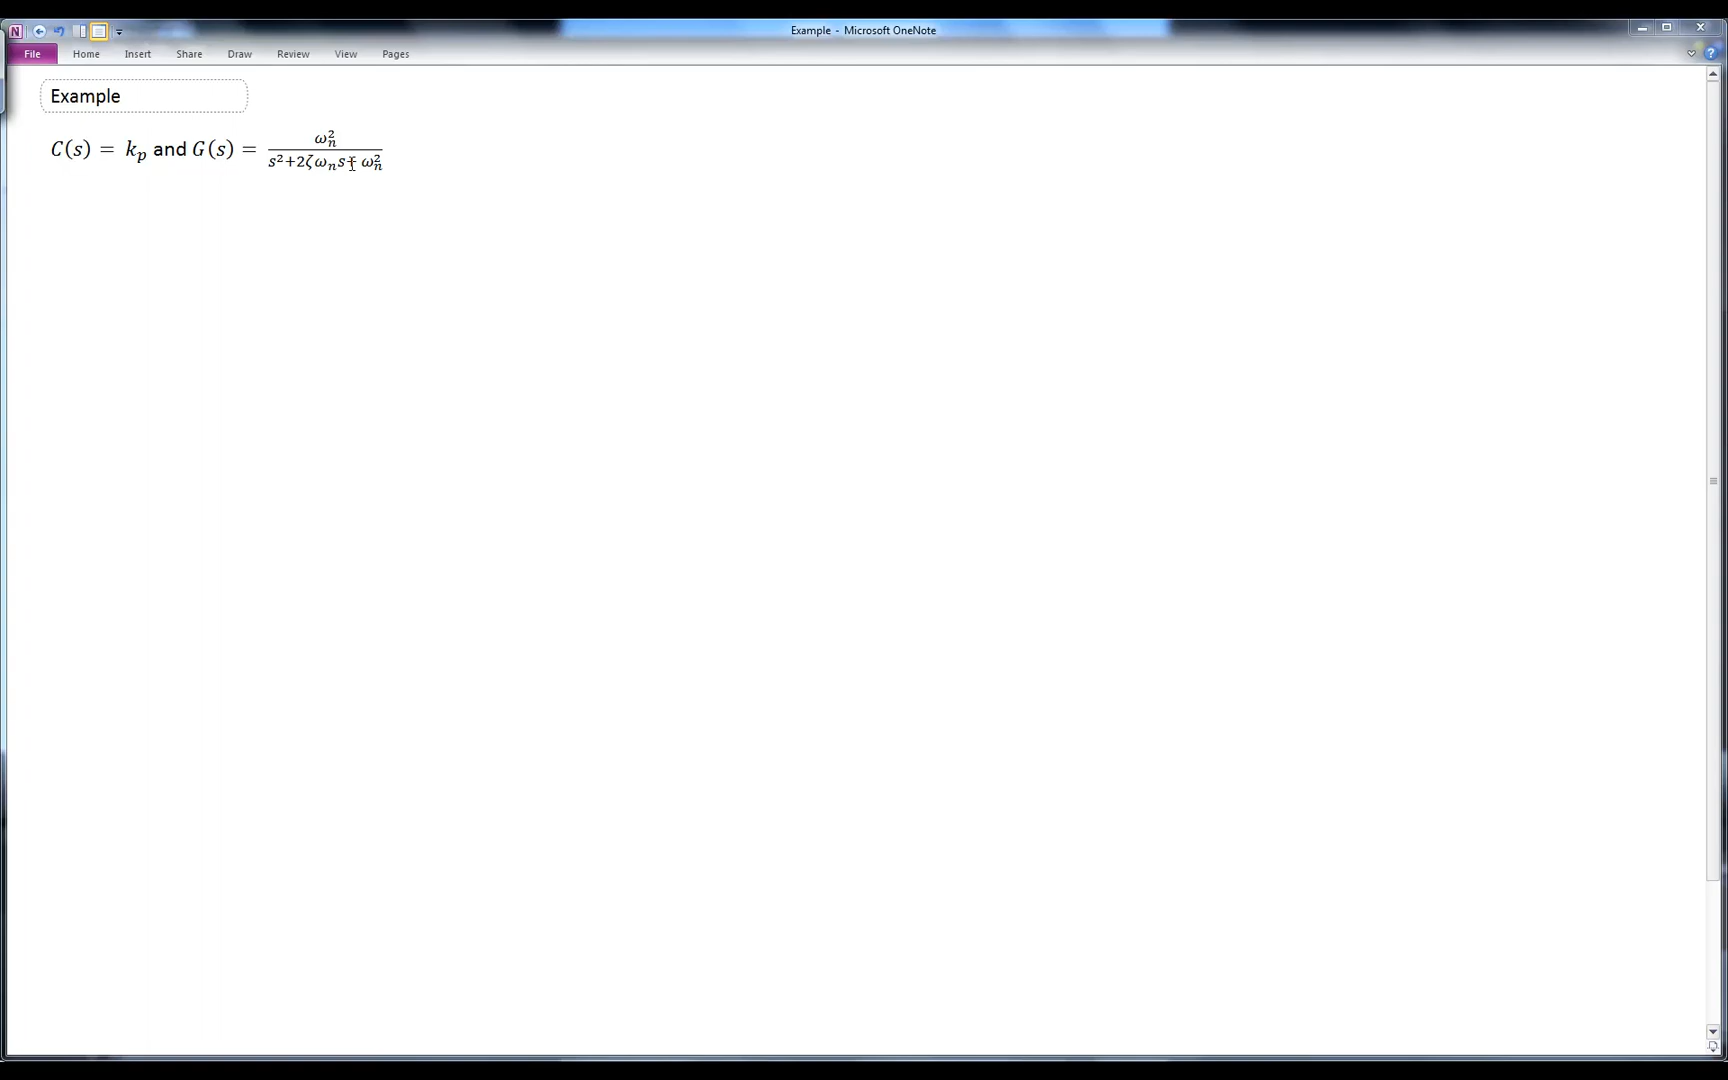 Example - Microsoft OneNote
File Home Insert Share Draw Review View Pages
Example
C(s) = k_p and G(s) = ω_n^2 / (s^2+2ζω_ns+ ω_n^2)